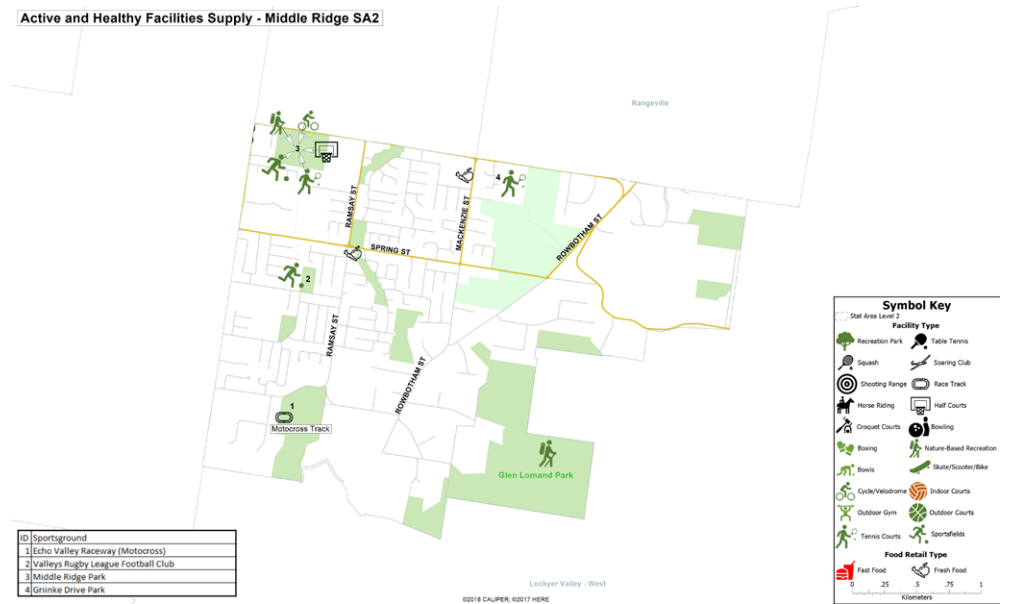 Active and Healthy Facilities Supply - Middle Ridge SA2
Rangeville
3
4
RAMSAY ST
MACKENZIE ST
ROWBOTHAM ST
SPRING ST
2
RAMSAY ST
ROWBOTHAM ST
1
Motocross Track
Glen Lomand Park
Lockyer Valley - West
ID Sportsground
1 Echo Valley Raceway (Motocross)
2 Valleys Rugby League Football Club
3 Middle Ridge Park
4 Griinke Drive Park
©2018 CALIPER; ©2017 HERE
Symbol Key
Stat Area Level 2
Facility Type
Recreation Park Table Tennis
Squash Soaring Club
Shooting Range Race Track
Horse Riding Half Courts
Croquet Courts Bowling
Boxing Nature-Based Recreation
Bowls Skate/Scooter/Bike
Cycle/Velodrome Indoor Courts
Outdoor Gym Outdoor Courts
Tennis Courts Sportsfields
Food Retail Type
Fast Food Fresh Food
0 .25 .5 .75 1
Kilometers